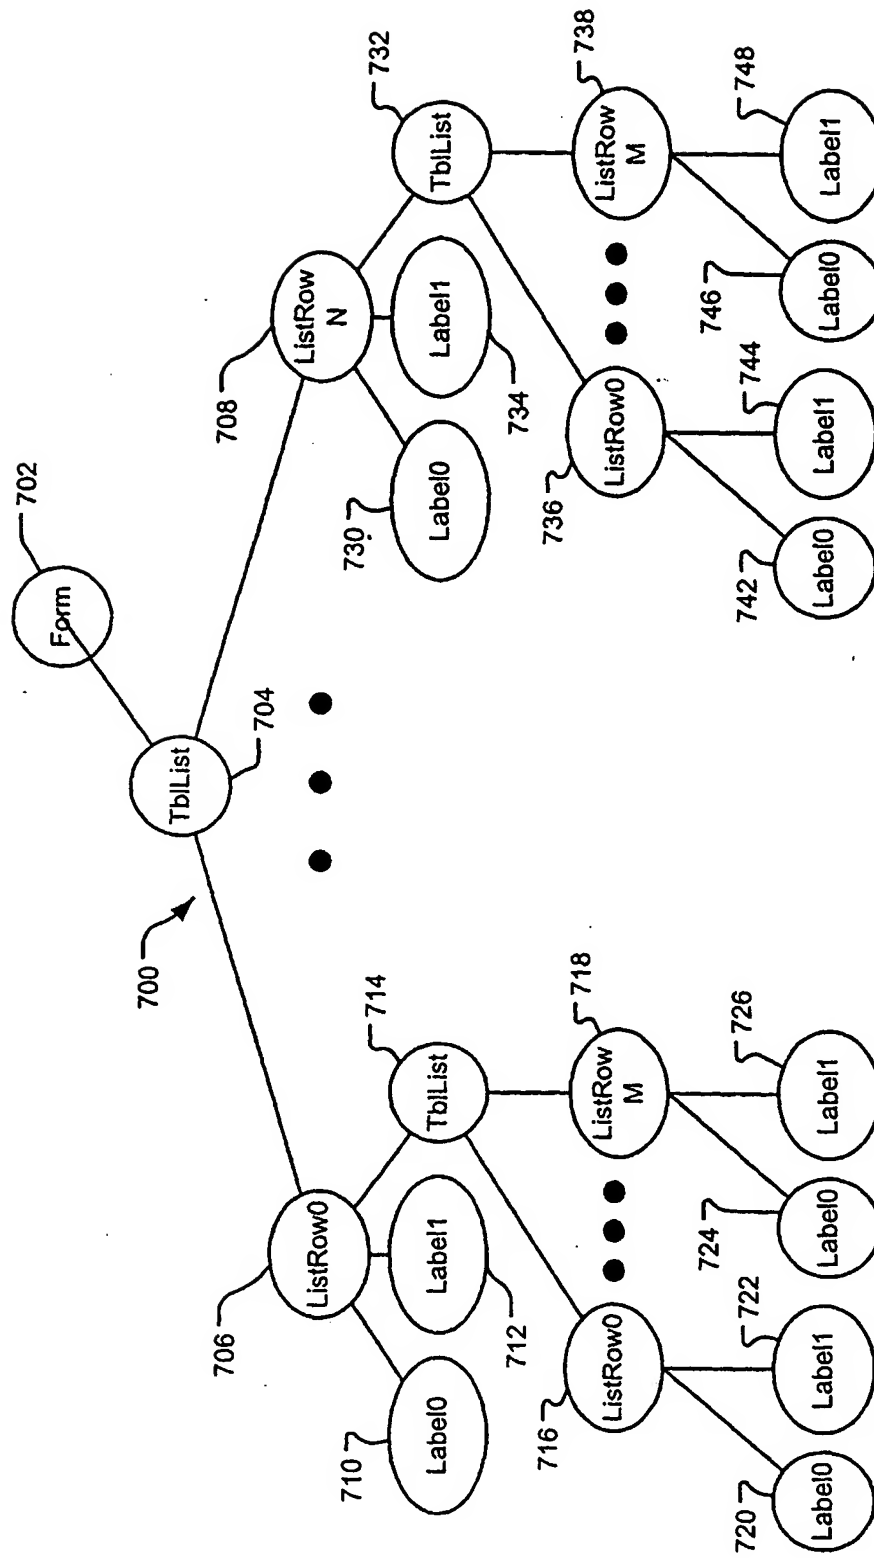 702
Form
TblList
704
700
706
ListRow0
708
ListRow
N
710
Label0
Label1
712
TblList
714
730
Label0
Label1
734
TblList
732
716
ListRow0
ListRow
M
718
736
ListRow0
ListRow
M
738
720
Label0
Label1
722
724
Label0
Label1
726
742
Label0
Label1
744
746
Label0
Label1
748